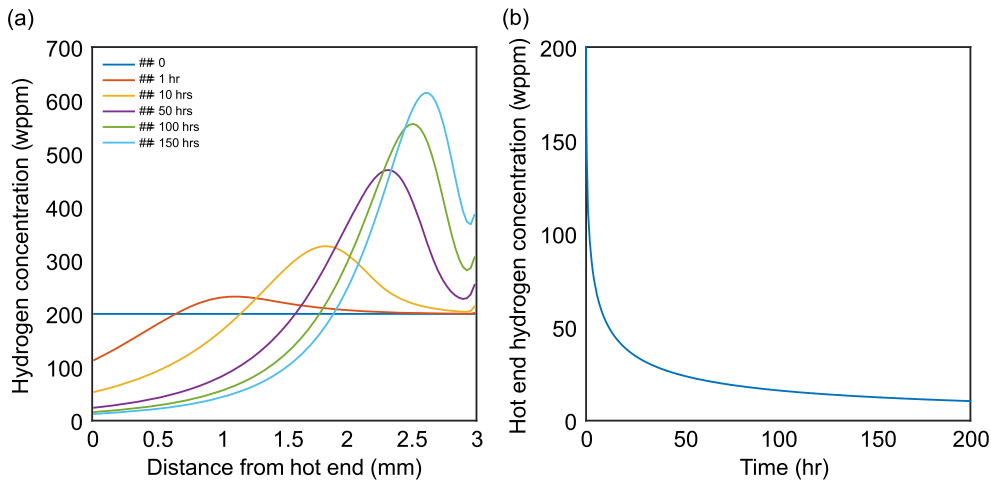 (a)
700
600
500
400
300
200
100
0
Hydrogen concentration (wppm)
## 0
## 1 hr
## 10 hrs
## 50 hrs
## 100 hrs
## 150 hrs
0
0.5
1
1.5
2
2.5
3
Distance from hot end (mm)
(b)
200
150
100
50
0
Hot end hydrogen concentration (wppm)
0
50
100
150
200
Time (hr)